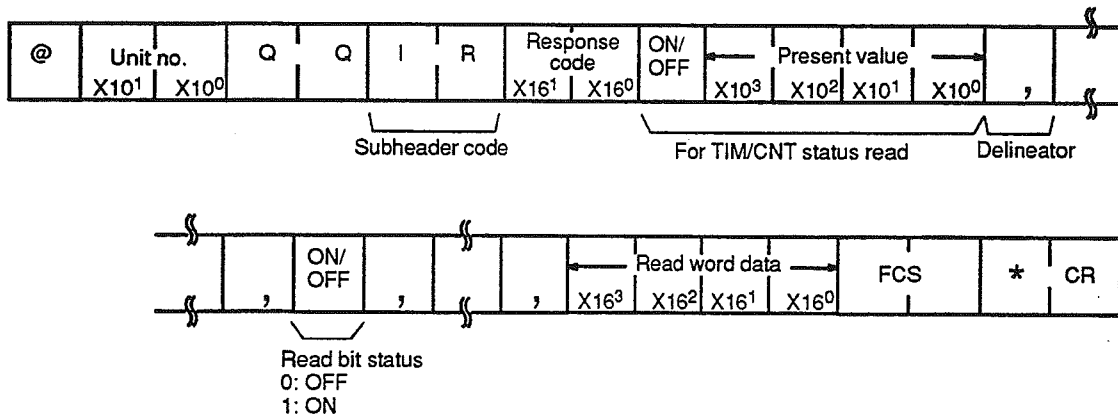 @ Unit no. Q Q I R Response code ON/ OFF Present value
X10¹ X10⁰ X16¹ X16⁰ X10³ X10² X10¹ X10⁰ ,
Subheader code For TIM/CNT status read Delineator
, ON/ OFF , , Read word data FCS * CR
X16³ X16² X16¹ X16⁰
Read bit status
0: OFF
1: ON